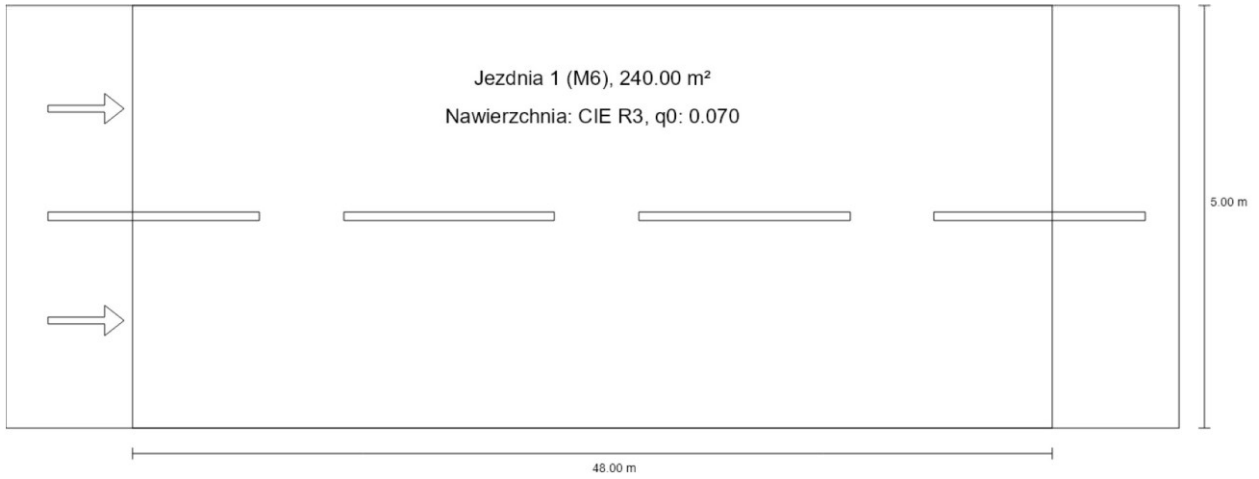 Jezdnia 1 (M6), 240.00 m²
Nawierzchnia: CIE R3, q0: 0.070
5.00 m
48.00 m